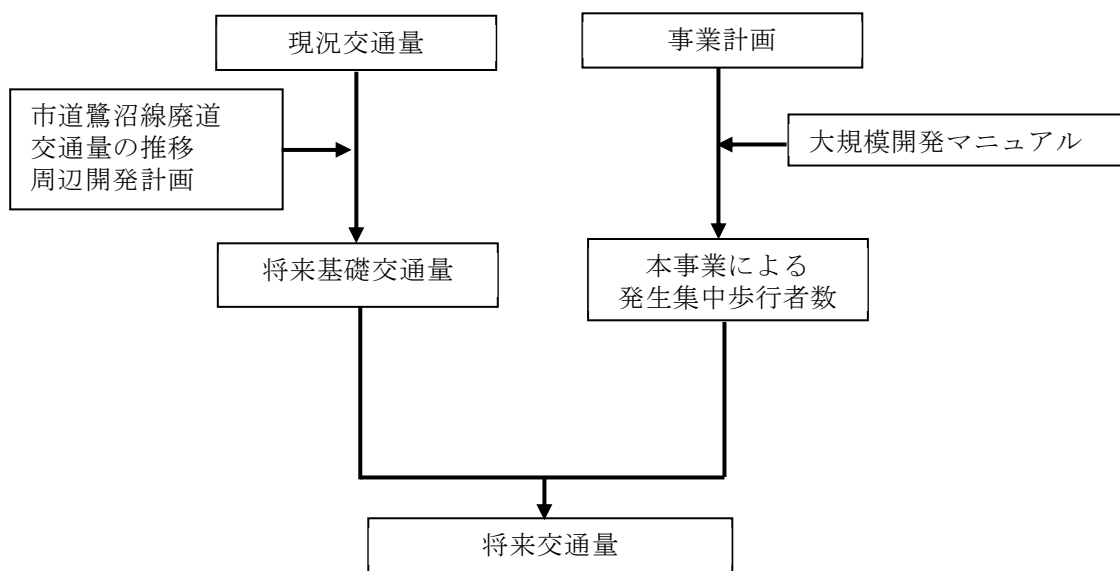 現況交通量
事業計画
市道鷺沼線廃道
交通量の推移
周辺開発計画
大規模開発マニュアル
将来基礎交通量
本事業による
発生集中歩行者数
将来交通量